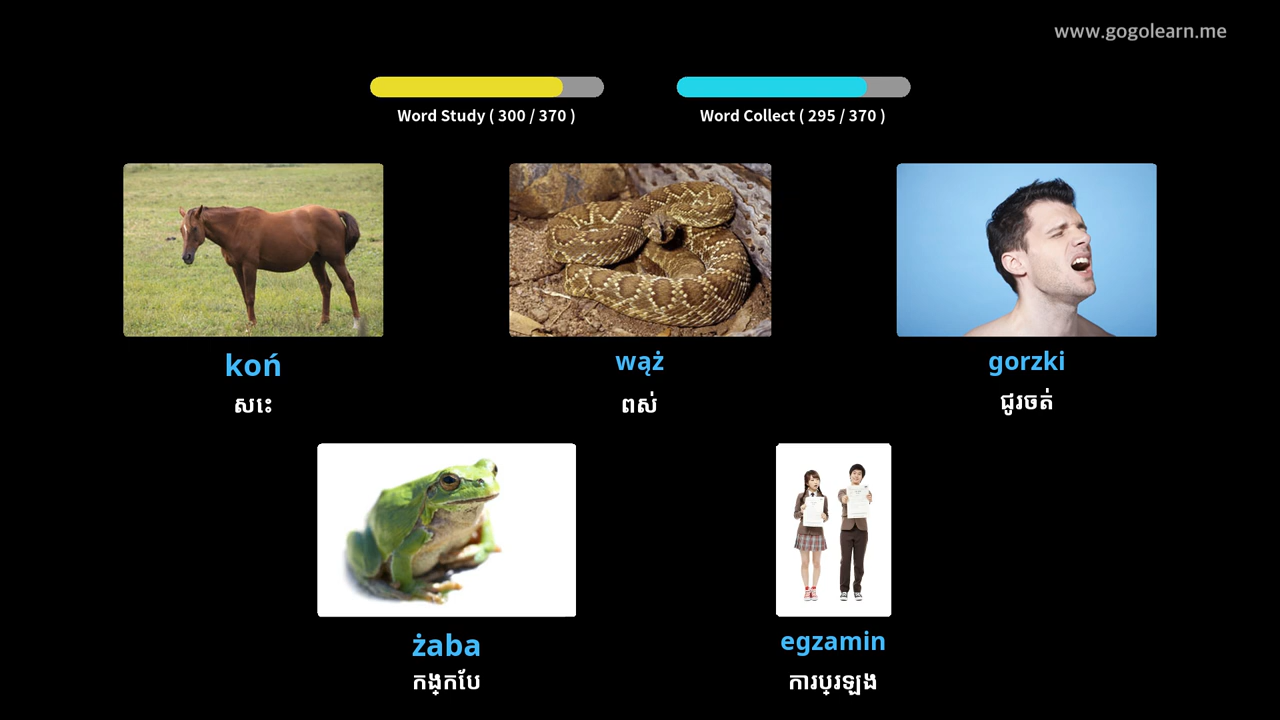 www.gogolearn.me
Word Study ( 300 / 370 )
Word Collect ( 295 / 370 )
koń
សេះ
wąż
ពស់
gorzki
ជូរចត់
żaba
កង្កែប
egzamin
ការប្រឡង